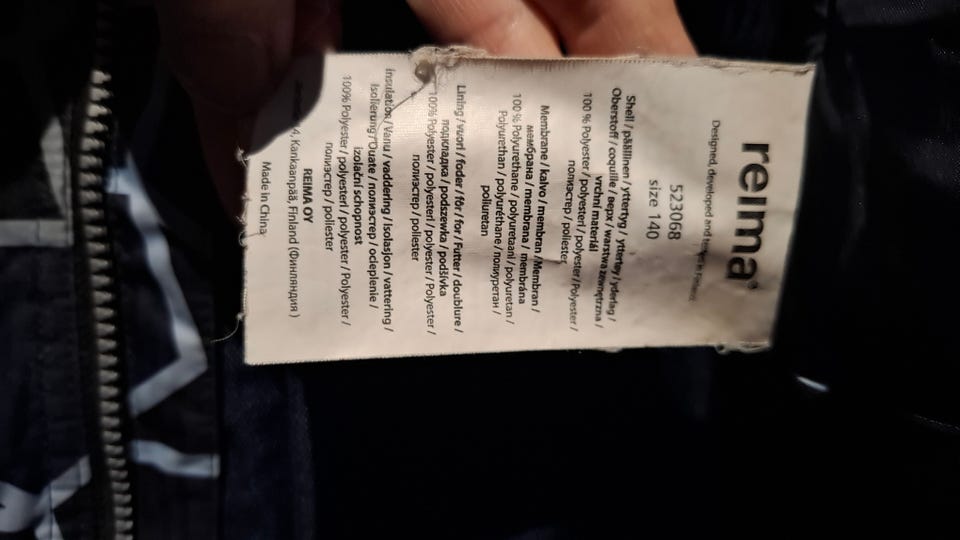 reima®
Designed, developed and
523068
size 140
Shell / päällinen / yttertyg / yttertøy / yderlag /
Oberstoff / coquille / верх / warstwa zewnętrzna /
vrchní materiál
100 % Polyester / polyesteri / polyester / Polyester /
полиэстер / poliester
Membrane / kalvo / membran / Membran /
мембрана / membrana / membrána
100 % Polyurethane / polyuretaani / polyuretan /
Polyurethan / polyuréthane / полиуретан /
poliuretan
Lining / vuori / foder / fôr / for / Futter / doublure /
подкладка / podszewka / podšívka
100% Polyester / polyesteri / polyester / Polyester /
полиэстер / poliester
Insulation / Vanu / vaddering / Isolasjon / vattering /
Isolierung / Ouate / полиэстер / ocieplenie /
izolační schopnost
100% Polyester / polyesteri / polyester / Polyester /
полиэстер / poliester
REIMA OY
4, Kankaanpää, Finland (Финляндия)
Made in China